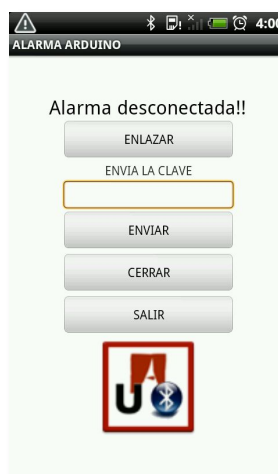 4:00
ALARMA ARDUINO
Alarma desconectada!!
ENLAZAR
ENVIA LA CLAVE
ENVIAR
CERRAR
SALIR
U